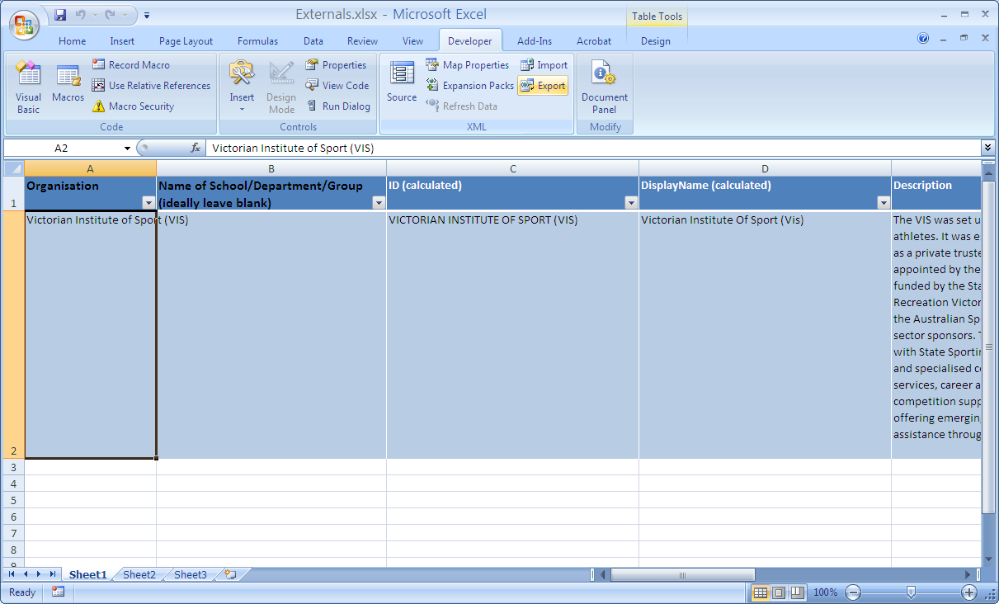 Externals.xlsx - Microsoft Excel
Table Tools
Home Insert Page Layout Formulas Data Review View Developer Add-Ins Acrobat Design
Visual Basic
Macros
Record Macro
Use Relative References
Macro Security
Code
Insert
Design Mode
Properties
View Code
Run Dialog
Controls
Source
Map Properties
Expansion Packs
Refresh Data
Import
Export
XML
Document Panel
Modify
A2
fx
Victorian Institute of Sport (VIS)
A B C D
1
Organisation
Name of School/Department/Group
(ideally leave blank)
ID (calculated)
DisplayName (calculated)
Description
2
Victorian Institute of Sport (VIS)
VICTORIAN INSTITUTE OF SPORT (VIS)
Victorian Institute Of Sport (Vis)
The VIS was set u
athletes. It was e
as a private truste
appointed by the
funded by the Sta
Recreation Victor
the Australian Sp
sector sponsors. T
with State Sportin
and specialised co
services, career a
competition supp
offering emerging
assistance throug
3
4
5
6
7
8
9
Sheet1 Sheet2 Sheet3
Ready
100%